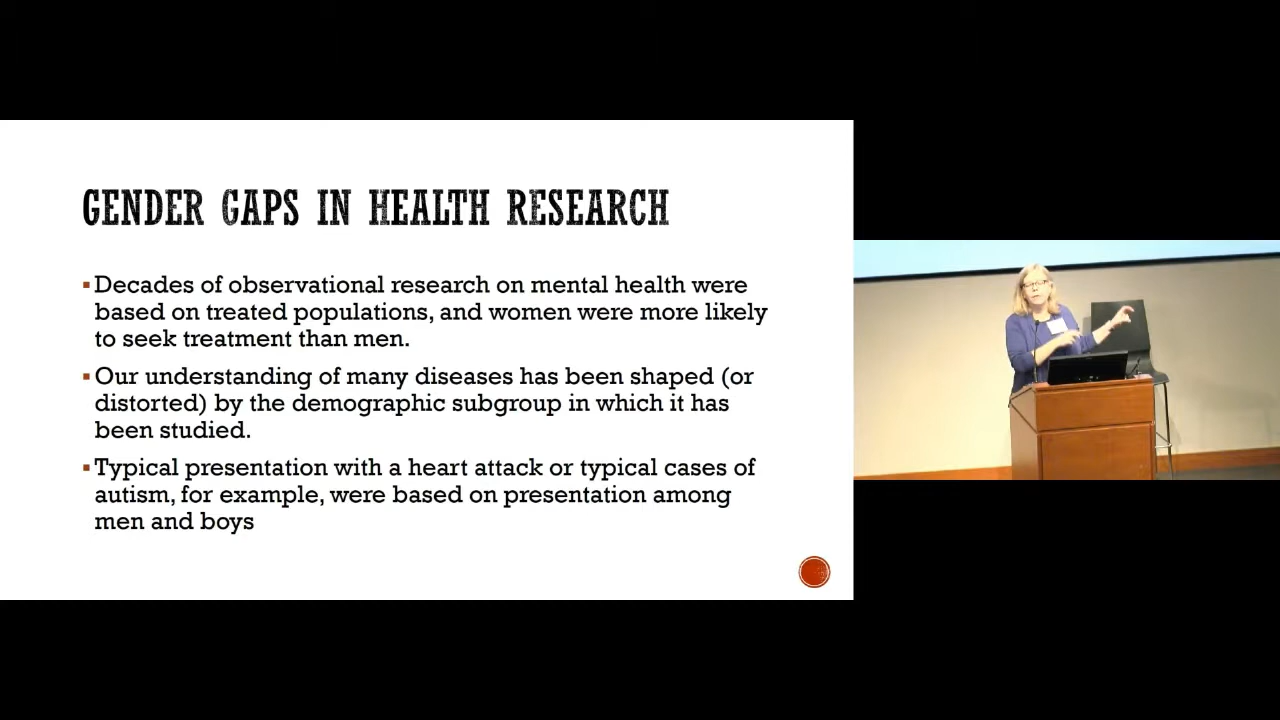 GENDER GAPS IN HEALTH RESEARCH
▪Decades of observational research on mental health were
based on treated populations, and women were more likely
to seek treatment than men.
▪Our understanding of many diseases has been shaped (or
distorted) by the demographic subgroup in which it has
been studied.
▪Typical presentation with a heart attack or typical cases of
autism, for example, were based on presentation among
men and boys